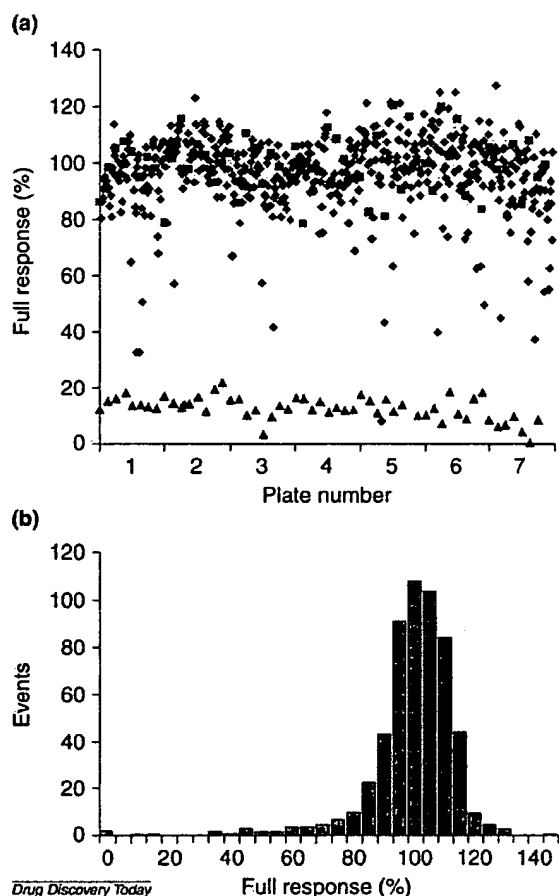 (a)
140
120
100
80
60
40
20
0
Full response (%)
1 2 3 4 5 6 7
Plate number
(b)
120
100
80
60
40
20
0
Events
0 20 40 60 80 100 120 140
Full response (%)
Drug Discovery Today